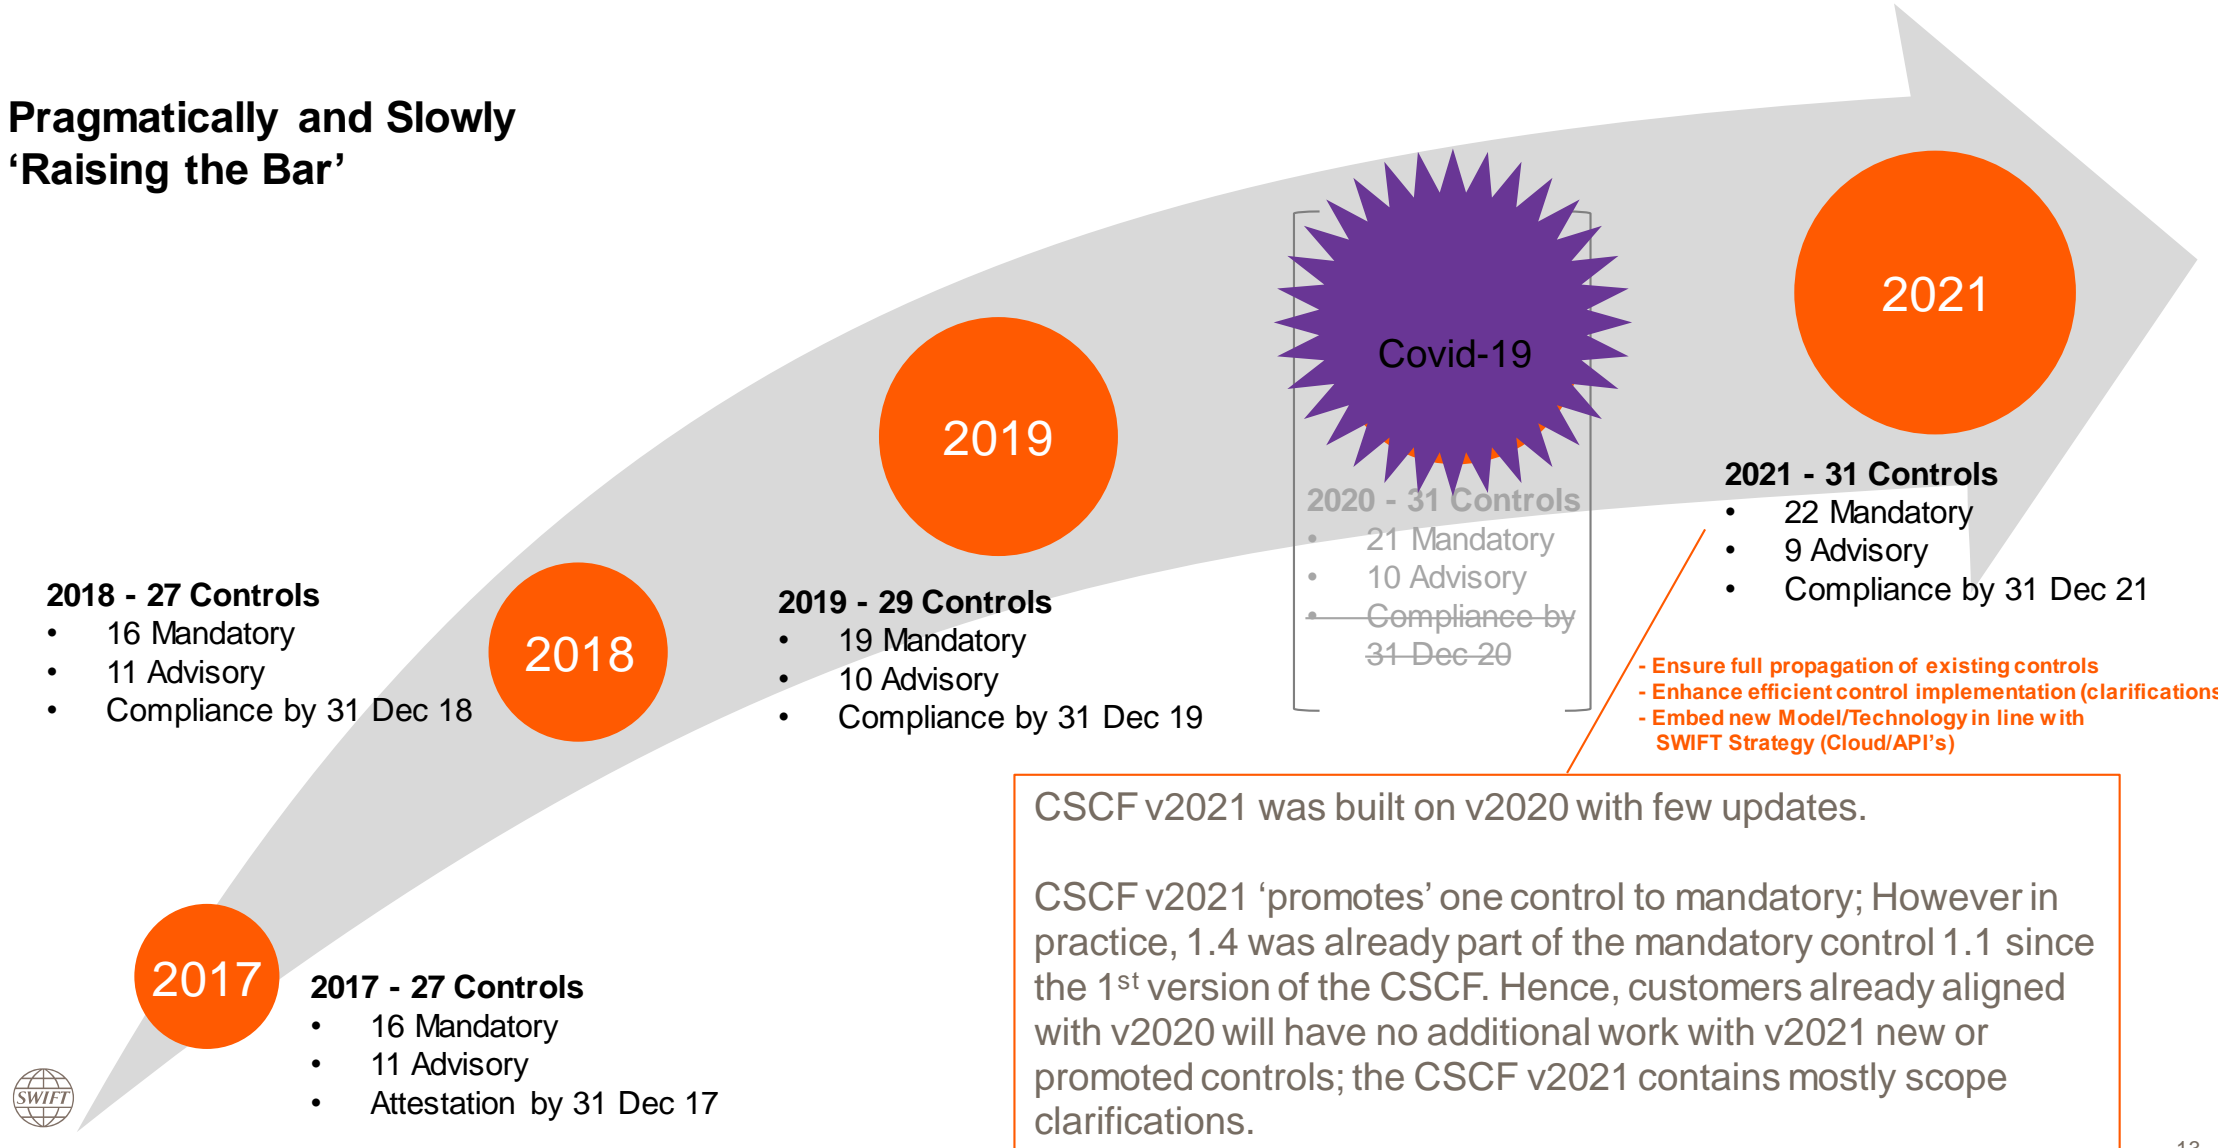 Pragmatically and Slowly
‘Raising the Bar’
2017
2017 - 27 Controls
• 16 Mandatory
• 11 Advisory
• Attestation by 31 Dec 17
2018
2018 - 27 Controls
• 16 Mandatory
• 11 Advisory
• Compliance by 31 Dec 18
2019
2019 - 29 Controls
• 19 Mandatory
• 10 Advisory
• Compliance by 31 Dec 19
Covid-19
2020 - 31 Controls
• 21 Mandatory
• 10 Advisory
• Compliance by
31 Dec 20
2021
2021 - 31 Controls
• 22 Mandatory
• 9 Advisory
• Compliance by 31 Dec 21
- Ensure full propagation of existing controls
- Enhance efficient control implementation (clarifications
- Embed new Model/Technology in line with
SWIFT Strategy (Cloud/API’s)
CSCF v2021 was built on v2020 with few updates.
CSCF v2021 ‘promotes’ one control to mandatory; However in
practice, 1.4 was already part of the mandatory control 1.1 since
the 1st version of the CSCF. Hence, customers already aligned
with v2020 will have no additional work with v2021 new or
promoted controls; the CSCF v2021 contains mostly scope
clarifications.
SWIFT